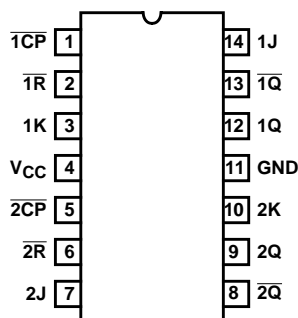 1CP 1 14 1J
1R 2 13 1Q
1K 3 12 1Q
VCC 4 11 GND
2CP 5 10 2K
2R 6 9 2Q
2J 7 8 2Q